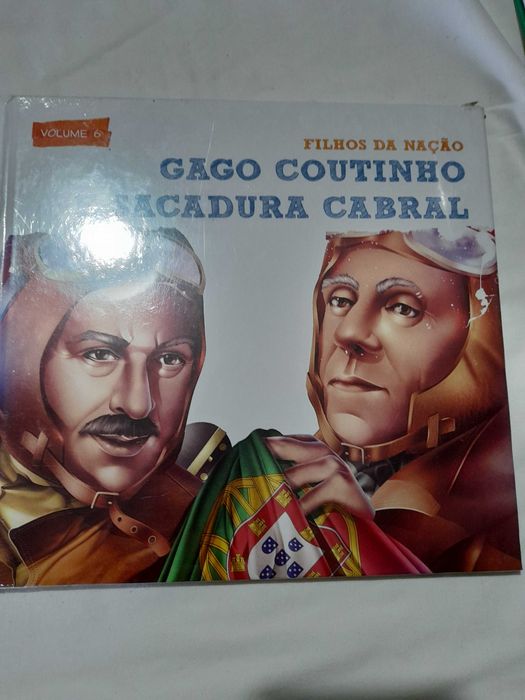 VOLUME 6
FILHOS DA NAÇÃO
GAGO COUTINHO
SACADURA CABRAL